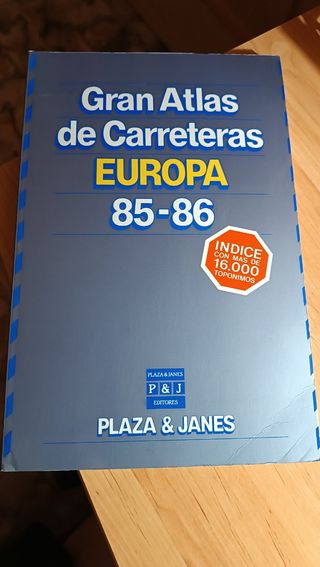 Gran Atlas
de Carreteras
EUROPA
85-86
INDICE
CON MAS DE
16.000
TOPONIMOS
PLAZA & JANES
P & J
EDITORES
PLAZA & JANES